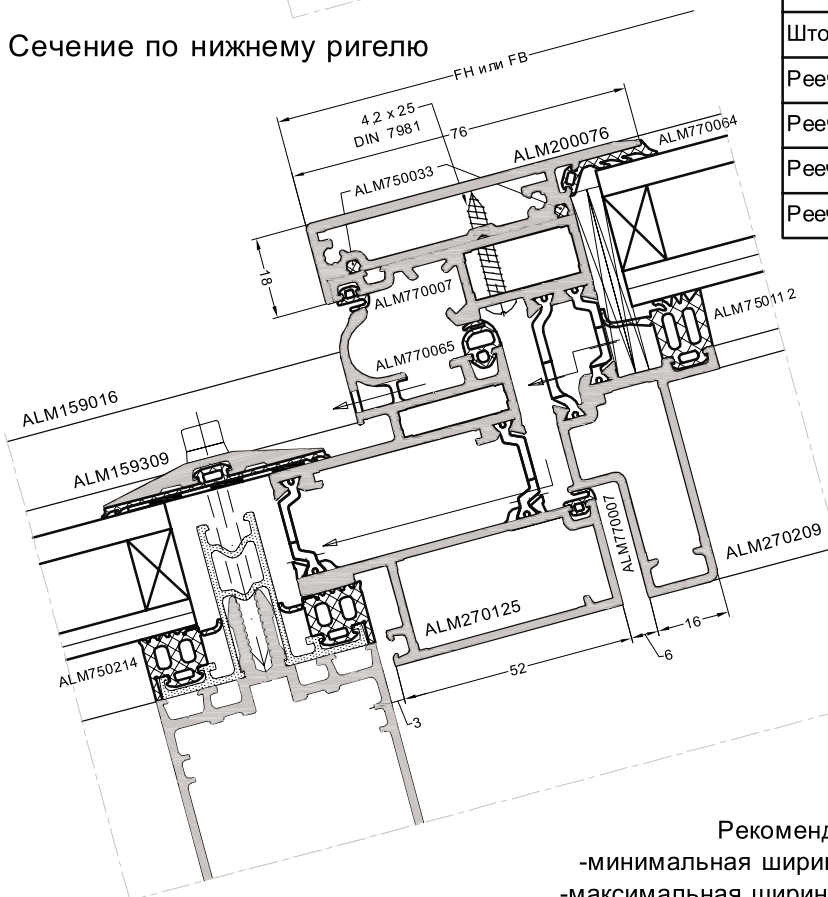 Сечение по нижнему ригелю
Што
Рее
Рее
Рее
Рее
FH или FB
4,2 x 25
DIN 7981
76
ALM200076
ALM770064
ALM750033
18
ALM770007
ALM770065
ALM750112
ALM159016
ALM159309
ALM770007
ALM270209
ALM270125
ALM750214
16
6
52
3
Рекоменд
-минимальная шири
-максимальная ширин